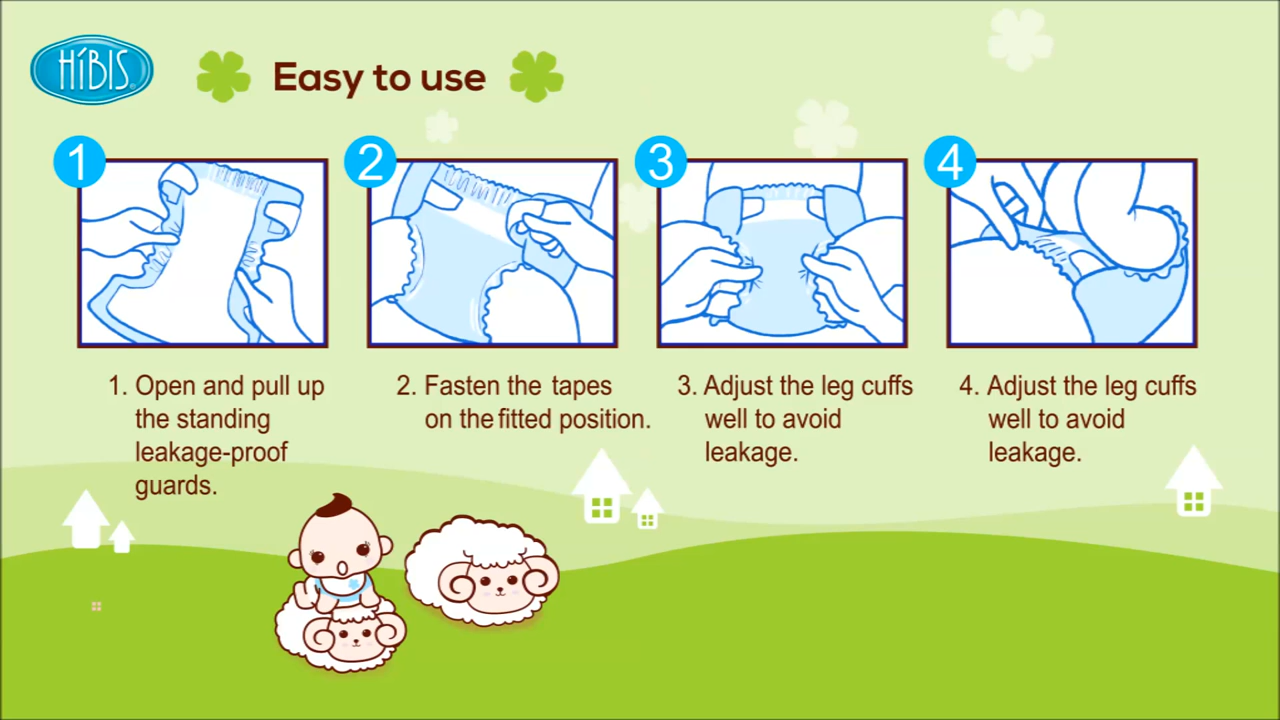 HíBIS
Easy to use
1
2
3
4
1. Open and pull up
the standing
leakage-proof
guards.
2. Fasten the tapes
on the fitted position.
3. Adjust the leg cuffs
well to avoid
leakage.
4. Adjust the leg cuffs
well to avoid
leakage.